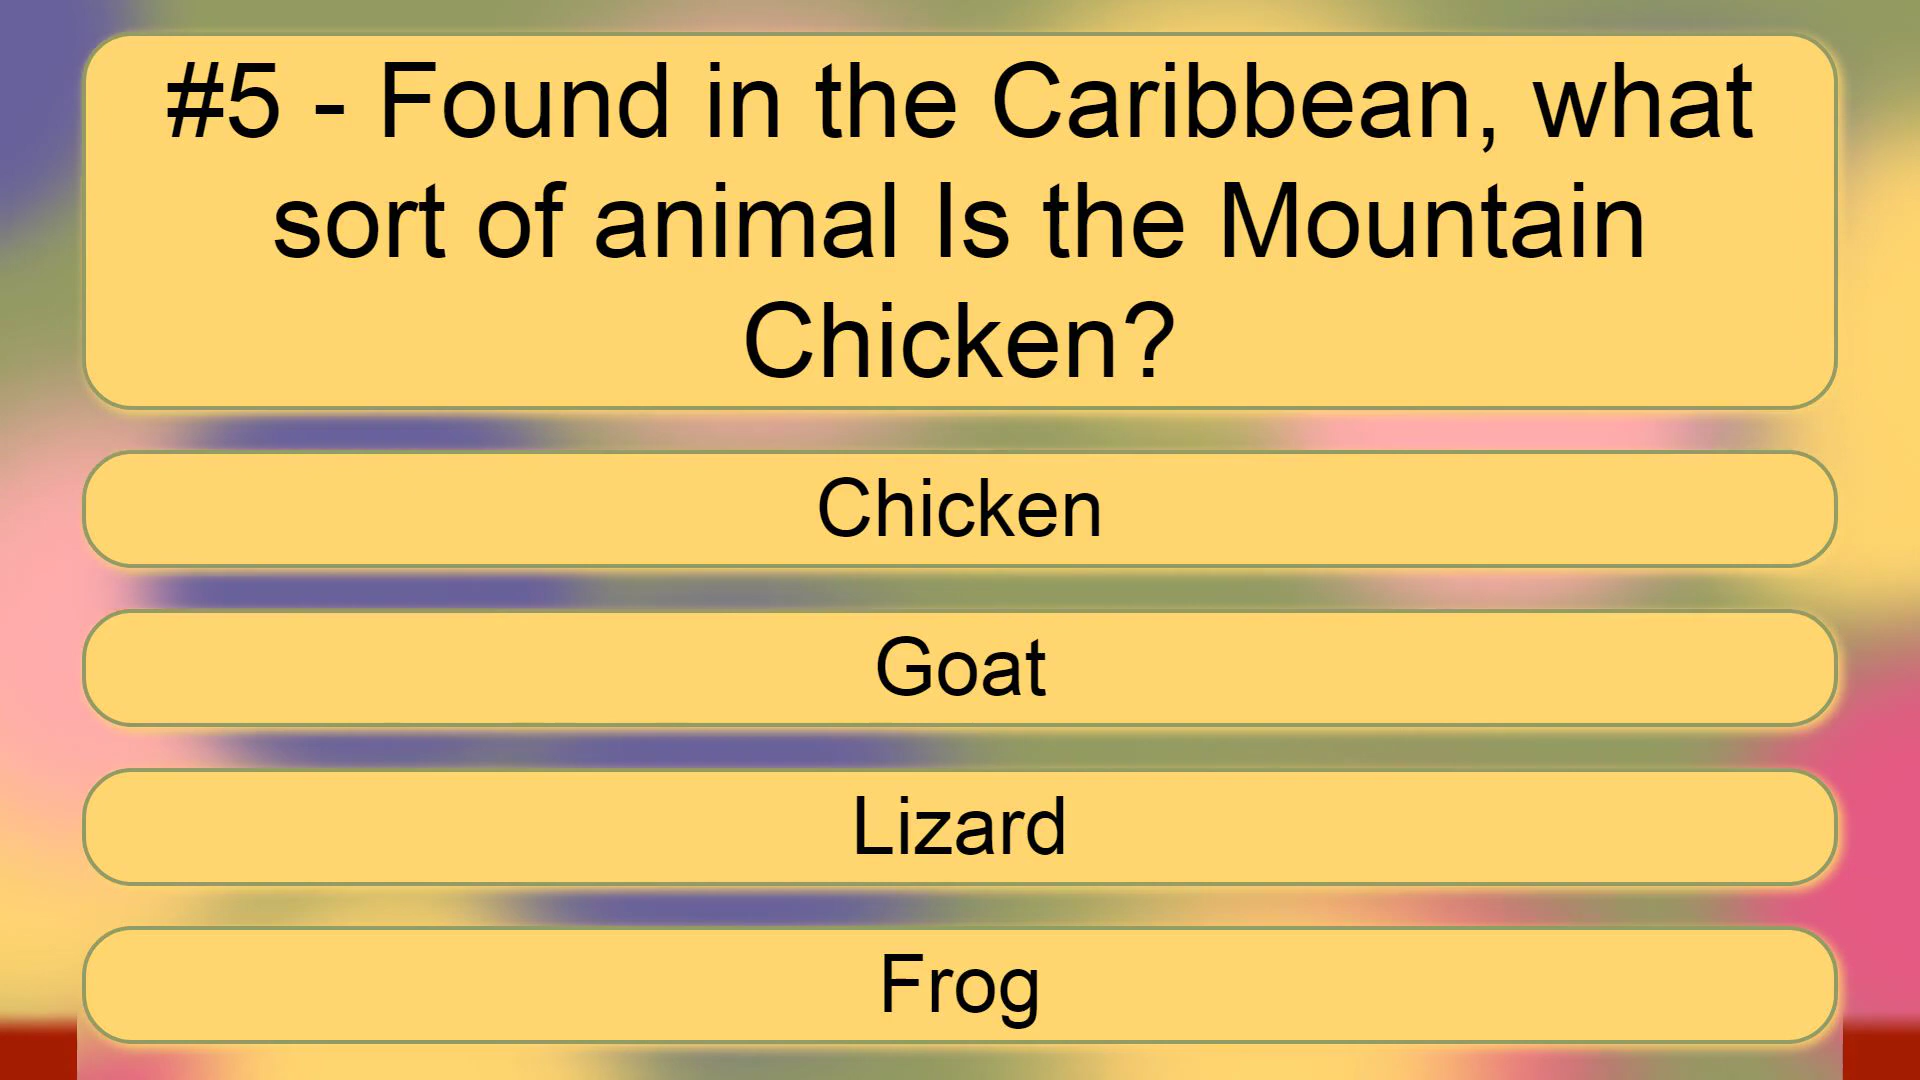 #5 - Found in the Caribbean, what
sort of animal Is the Mountain
Chicken?
Chicken
Goat
Lizard
Frog